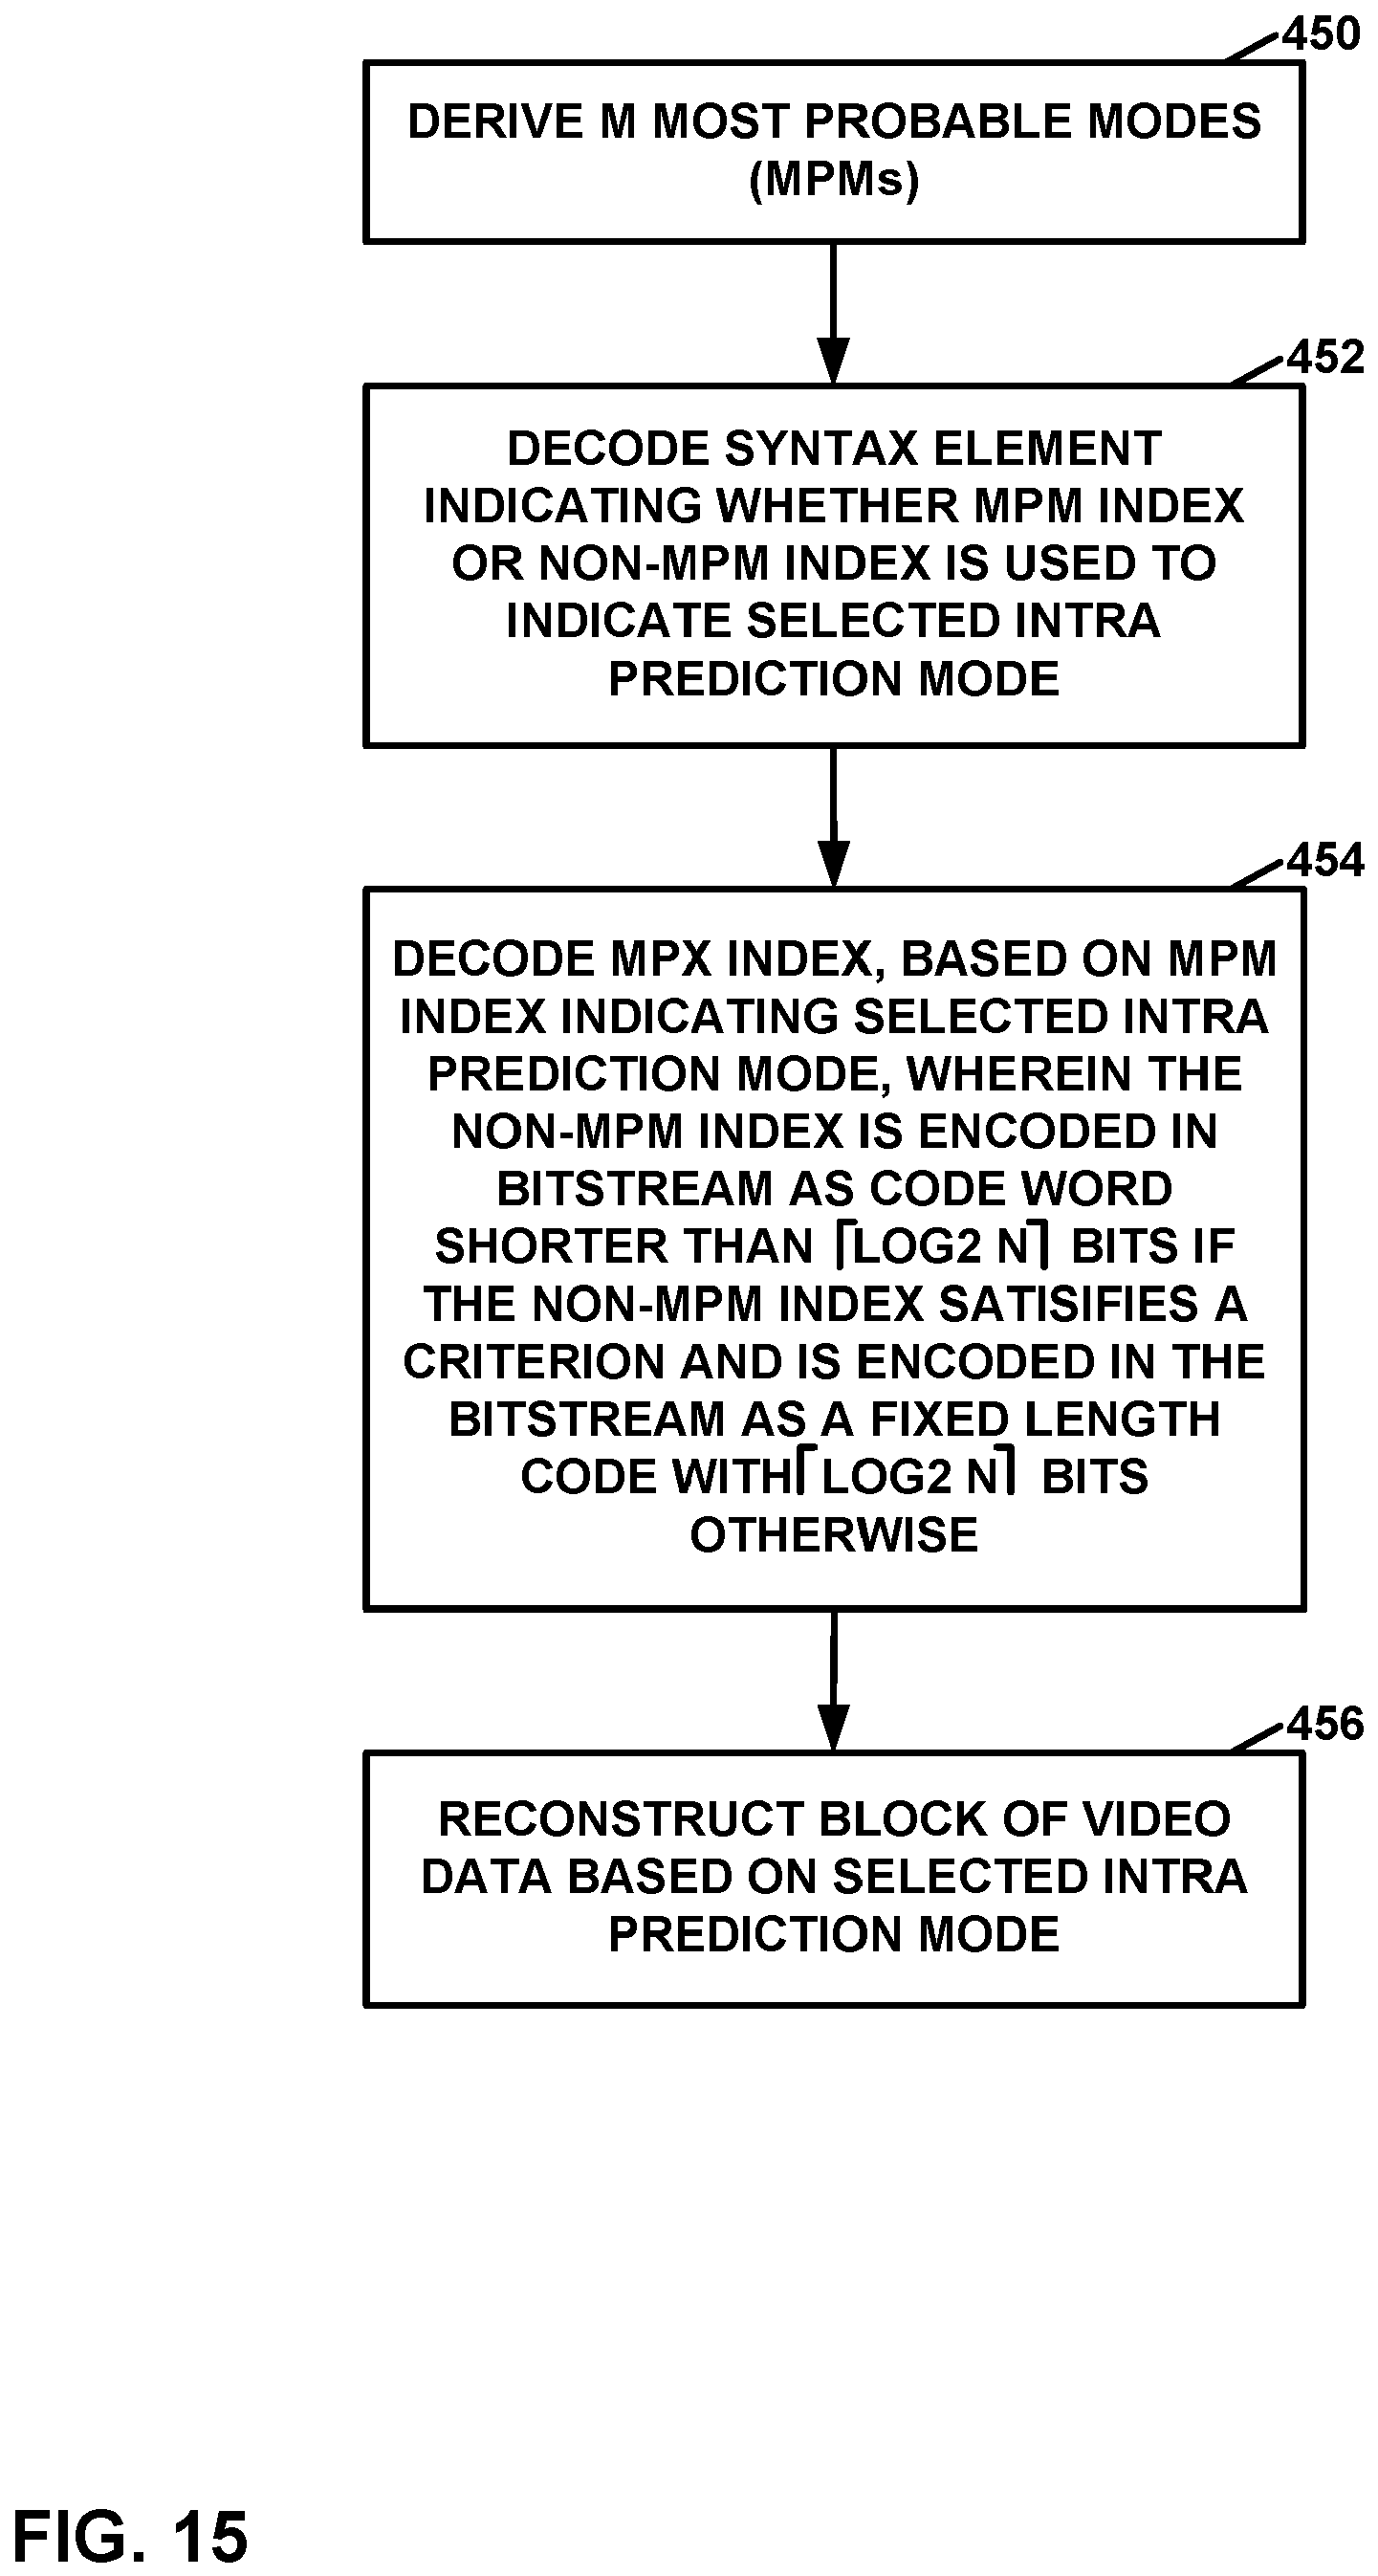 450
DERIVE M MOST PROBABLE MODES
(MPMs)
452
DECODE SYNTAX ELEMENT
INDICATING WHETHER MPM INDEX
OR NON-MPM INDEX IS USED TO
INDICATE SELECTED INTRA
PREDICTION MODE
454
DECODE MPX INDEX, BASED ON MPM
INDEX INDICATING SELECTED INTRA
PREDICTION MODE, WHEREIN THE
NON-MPM INDEX IS ENCODED IN
BITSTREAM AS CODE WORD
SHORTER THAN ⌈LOG2 N⌉ BITS IF
THE NON-MPM INDEX SATISIFIES A
CRITERION AND IS ENCODED IN THE
BITSTREAM AS A FIXED LENGTH
CODE WITH⌈LOG2 N⌉ BITS
OTHERWISE
456
RECONSTRUCT BLOCK OF VIDEO
DATA BASED ON SELECTED INTRA
PREDICTION MODE
FIG. 15